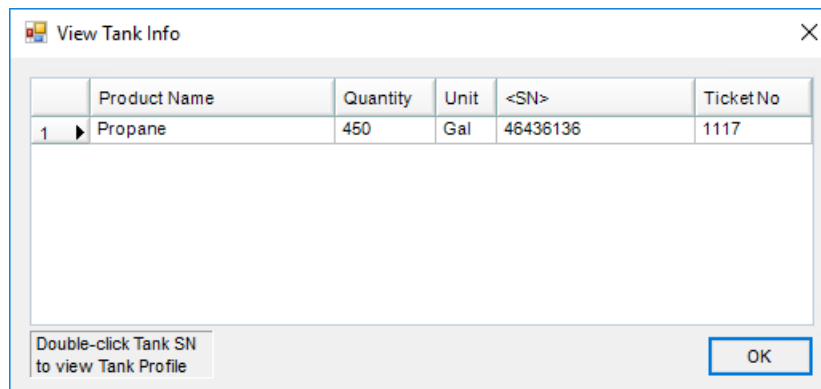 View Tank Info
Product Name Quantity Unit <SN> Ticket No
1 Propane 450 Gal 46436136 1117
Double-click Tank SN
to view Tank Profile
OK